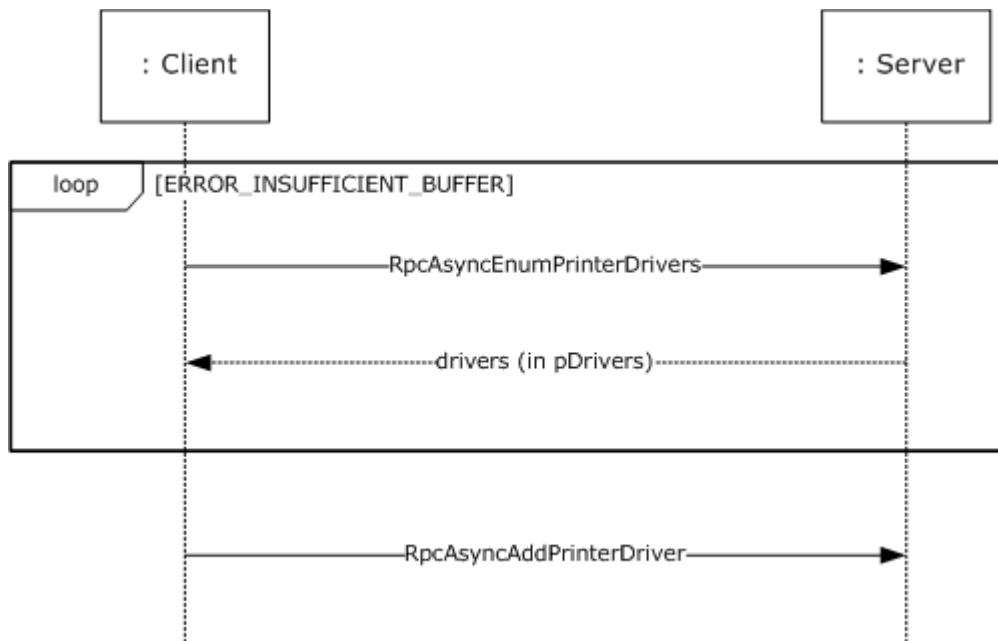 : Client
: Server
loop
[ERROR_INSUFFICIENT_BUFFER]
RpcAsyncEnumPrinterDrivers
drivers (in pDrivers)
RpcAsyncAddPrinterDriver